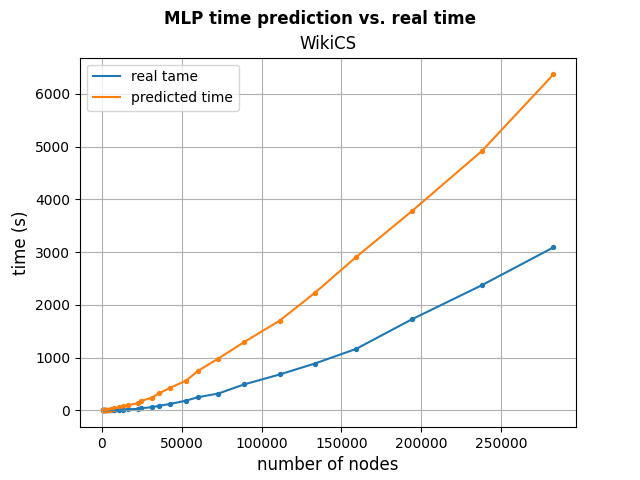 MLP time prediction vs. real time
WikiCS
real tame
predicted time
6000
5000
4000
3000
2000
1000
0
time (s)
0 50000 100000 150000 200000 250000
number of nodes